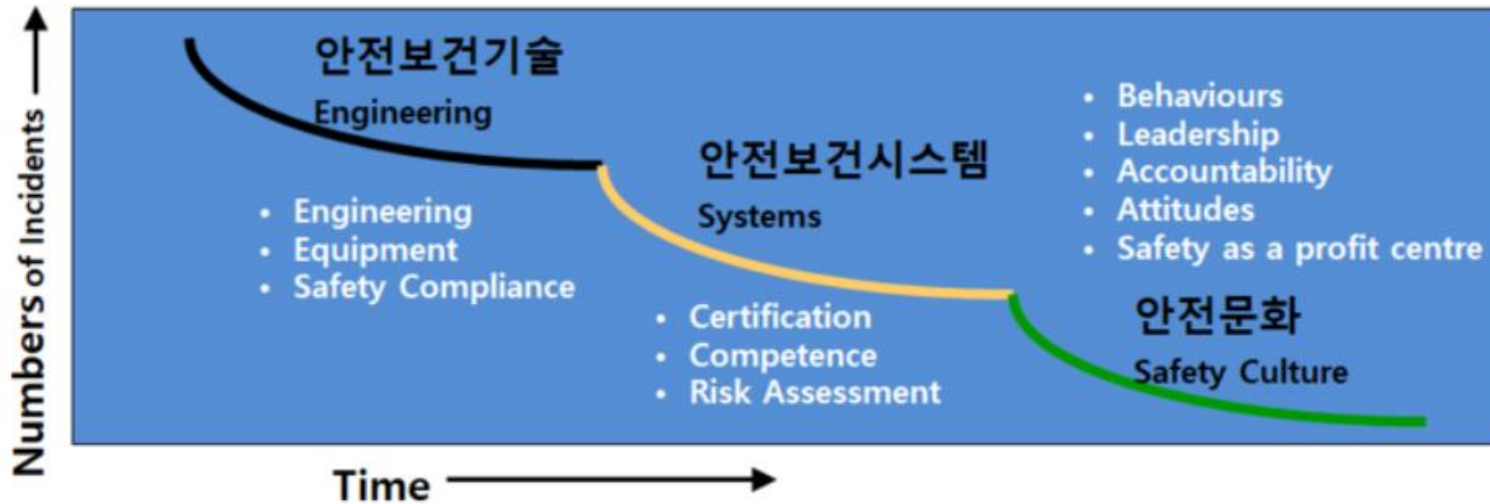 Numbers of Incidents
안전보건기술
Engineering
• Engineering
• Equipment
• Safety Compliance
안전보건시스템
Systems
• Certification
• Competence
• Risk Assessment
• Behaviours
• Leadership
• Accountability
• Attitudes
• Safety as a profit centre
안전문화
Safety Culture
Time